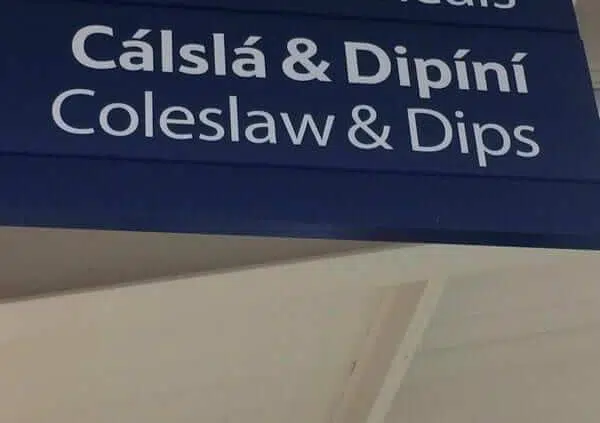 Cálslá & Dipíní
Coleslaw & Dips